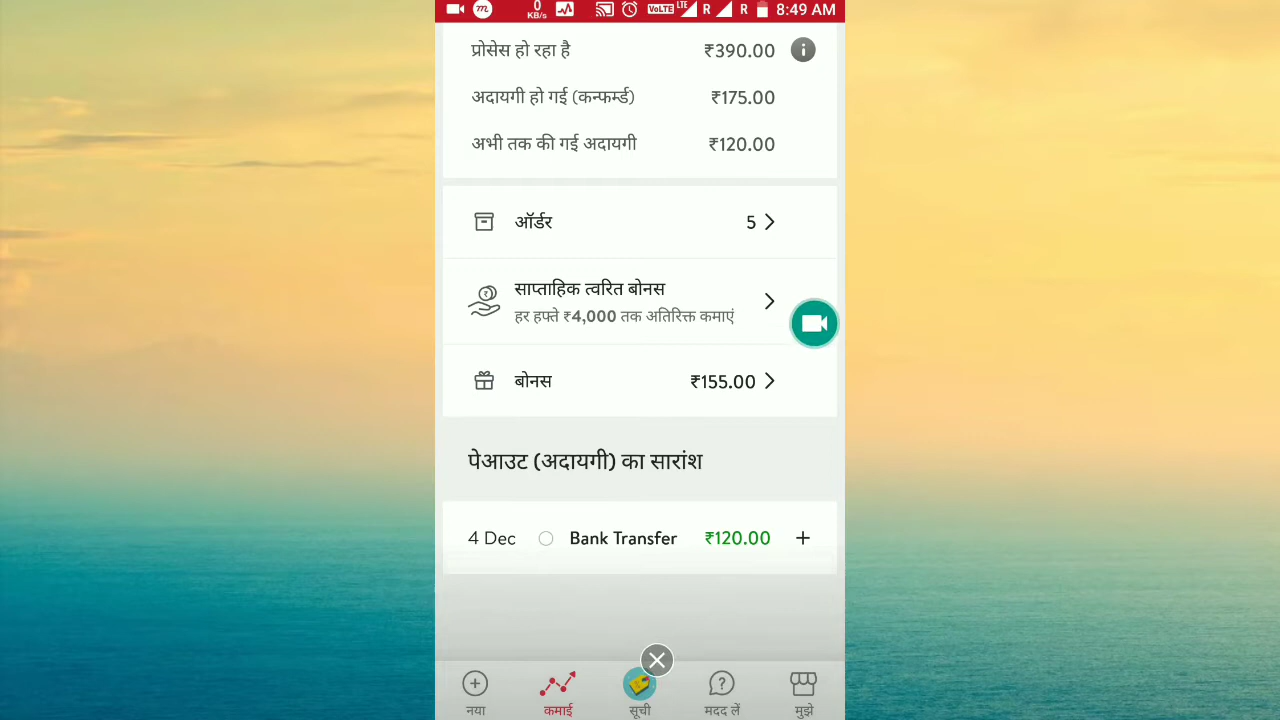 0 KB/s VoLTE LTE R R 8:49 AM
प्रोसेस हो रहा है ₹390.00
अदायगी हो गई (कन्फर्म्ड) ₹175.00
अभी तक की गई अदायगी ₹120.00
ऑर्डर 5
साप्ताहिक त्वरित बोनस
हर हफ्ते ₹4,000 तक अतिरिक्त कमाएं
बोनस ₹155.00
पेआउट (अदायगी) का सारांश
4 Dec Bank Transfer ₹120.00 +
नया कमाई सूची मदद लें मुझे